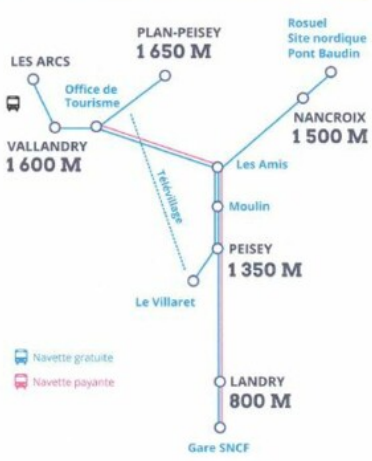 Rosuel
Site nordique
Pont Baudin
PLAN-PEISEY
1 650 M
LES ARCS
Office de
Tourisme
NANCROIX
1 500 M
VALLANDRY
1 600 M
Les Amis
Télévillage
Moulin
PEISEY
1 350 M
Le Villaret
Navette gratuite
Navette payante
LANDRY
800 M
Gare SNCF